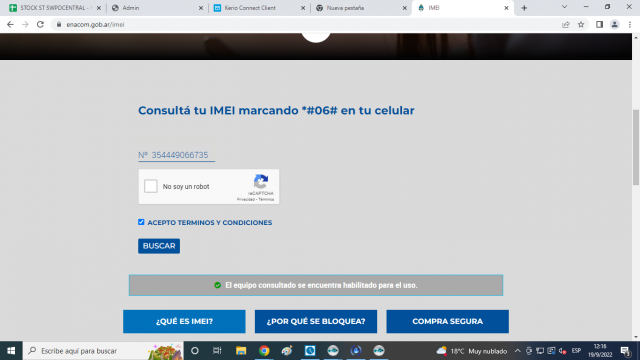 STOCK ST SWPOCENTRAL -
Admin
Kerio Connect Client
Nueva pestaña
IMEI
enacom.gob.ar/imei
Consultá tu IMEI marcando *#06# en tu celular
Nº 354449066735
No soy un robot
reCAPTCHA
Privacidad - Términos
ACEPTO TERMINOS Y CONDICIONES
BUSCAR
El equipo consultado se encuentra habilitado para el uso.
¿QUÉ ES IMEI?
¿POR QUÉ SE BLOQUEA?
COMPRA SEGURA
Escribe aquí para buscar
18°C Muy nublado
ESP
12:16
19/9/2022